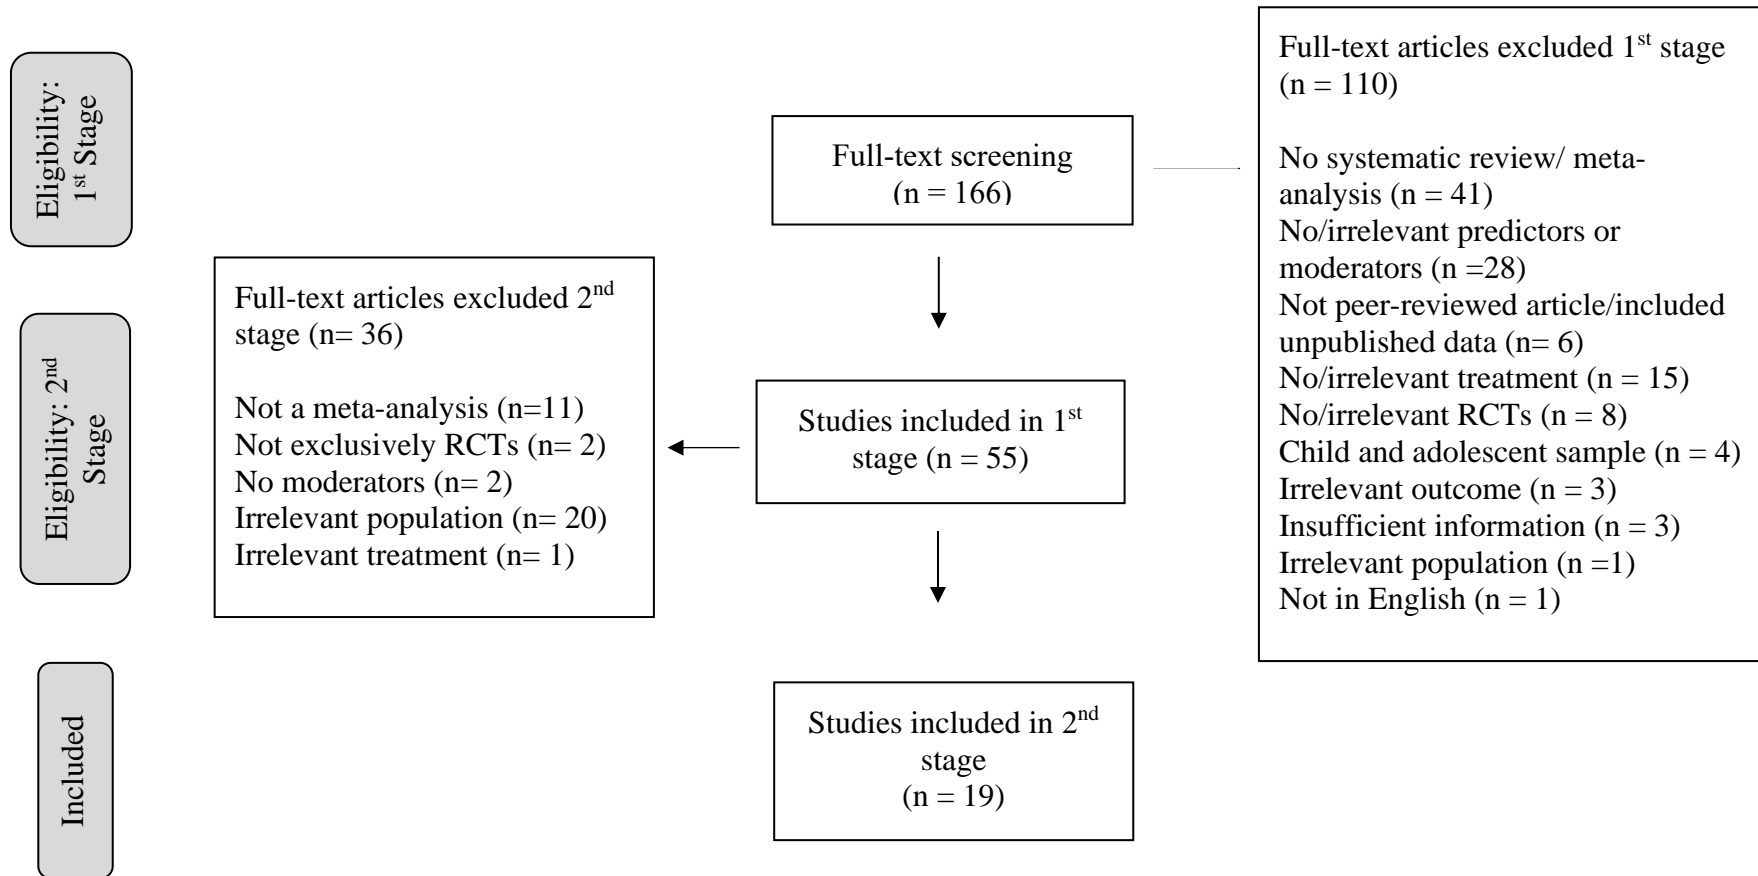 Eligibility:
1st Stage
Full-text screening
(n = 166)
Full-text articles excluded 1st stage
(n = 110)
No systematic review/ meta-
analysis (n = 41)
No/irrelevant predictors or
moderators (n =28)
Not peer-reviewed article/included
unpublished data (n= 6)
No/irrelevant treatment (n = 15)
No/irrelevant RCTs (n = 8)
Child and adolescent sample (n = 4)
Irrelevant outcome (n = 3)
Insufficient information (n = 3)
Irrelevant population (n =1)
Not in English (n = 1)
Eligibility: 2nd
Stage
Full-text articles excluded 2nd
stage (n= 36)
Not a meta-analysis (n=11)
Not exclusively RCTs (n= 2)
No moderators (n= 2)
Irrelevant population (n= 20)
Irrelevant treatment (n= 1)
Studies included in 1st
stage (n = 55)
Included
Studies included in 2nd
stage
(n = 19)